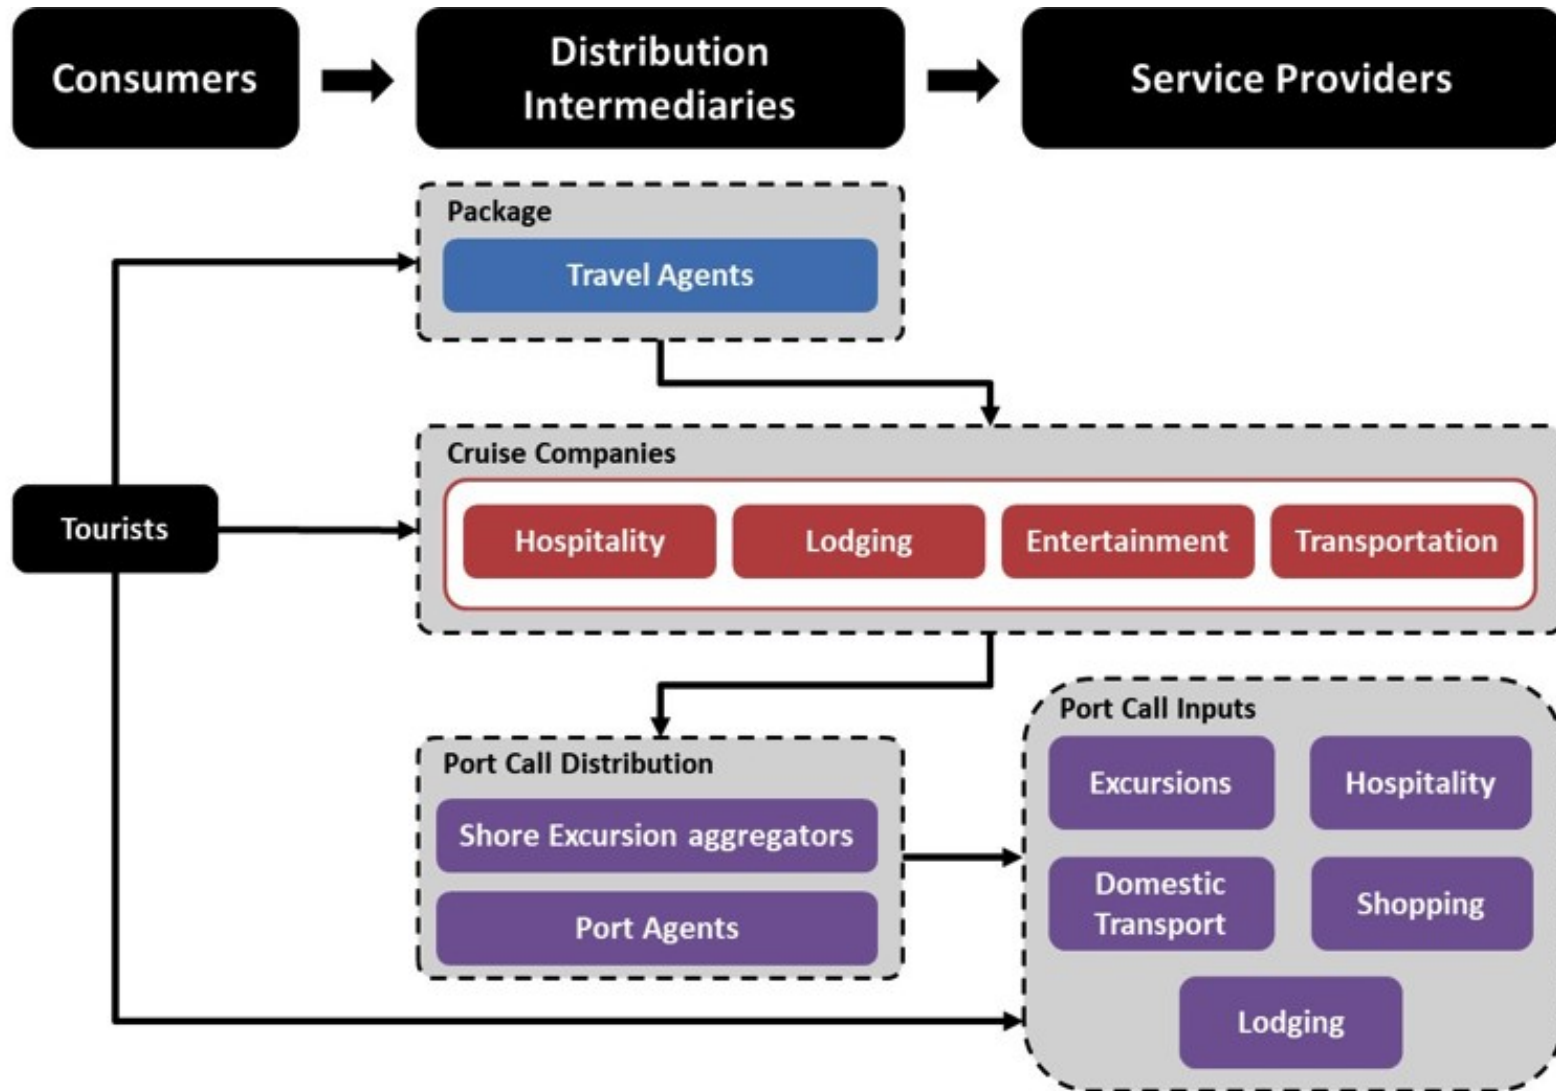 Consumers
Distribution
Intermediaries
Service Providers
Package
Travel Agents
Cruise Companies
Tourists
Hospitality
Lodging
Entertainment
Transportation
Port Call Distribution
Shore Excursion aggregators
Port Agents
Port Call Inputs
Excursions
Hospitality
Domestic
Transport
Shopping
Lodging